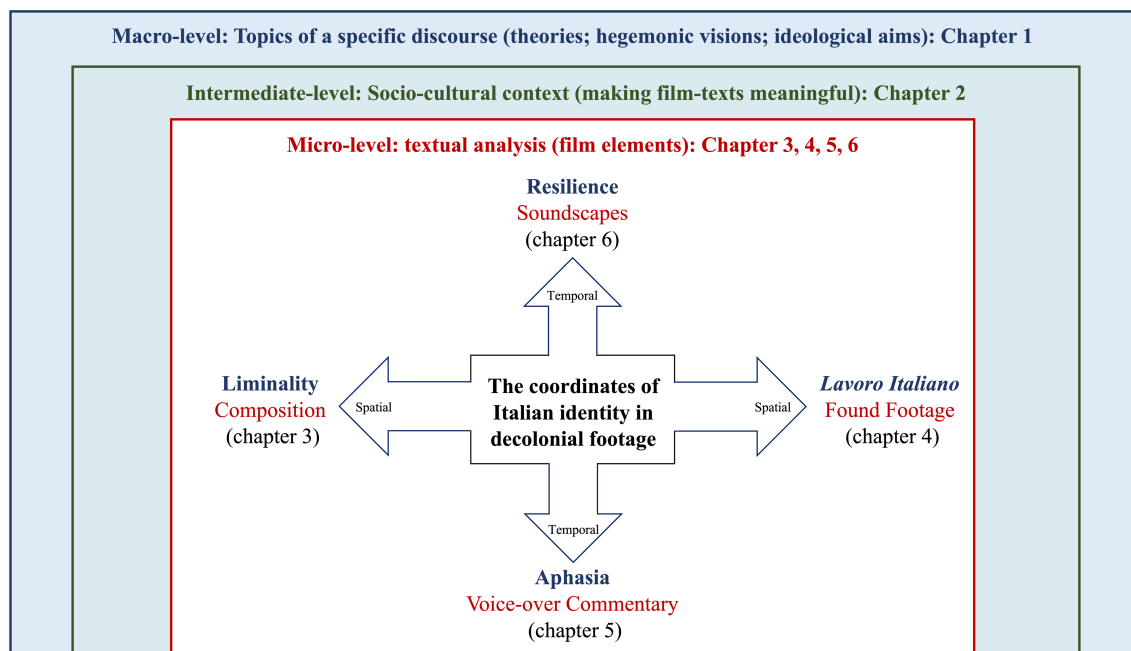 Macro-level: Topics of a specific discourse (theories; hegemonic visions; ideological aims): Chapter 1
Intermediate-level: Socio-cultural context (making film-texts meaningful): Chapter 2
Micro-level: textual analysis (film elements): Chapter 3, 4, 5, 6
Resilience
Soundscapes
(chapter 6)
Temporal
Liminality
Composition
(chapter 3)
Spatial
The coordinates of
Italian identity in
decolonial footage
Spatial
Lavoro Italiano
Found Footage
(chapter 4)
Temporal
Aphasia
Voice-over Commentary
(chapter 5)